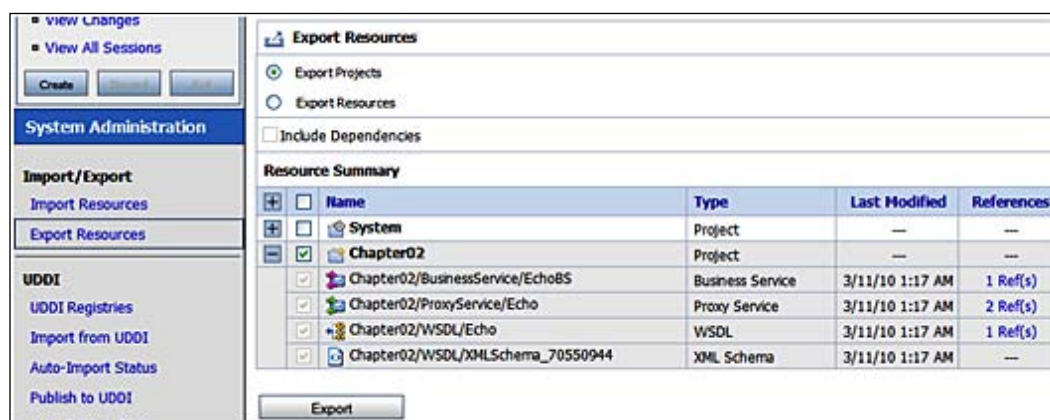 View Changes
View All Sessions
Create
System Administration
Import/Export
Import Resources
Export Resources
UDDI
UDDI Registries
Import from UDDI
Auto-Import Status
Publish to UDDI
Export Resources
Export Projects
Export Resources
Include Dependencies
Resource Summary
Name Type Last Modified References
System Project --- ---
Chapter02 Project --- ---
Chapter02/BusinessService/EchoBS Business Service 3/11/10 1:17 AM 1 Ref(s)
Chapter02/ProxyService/Echo Proxy Service 3/11/10 1:17 AM 2 Ref(s)
Chapter02/WSDL/Echo WSDL 3/11/10 1:17 AM 1 Ref(s)
Chapter02/WSDL/XMLSchema_70550944 XML Schema 3/11/10 1:17 AM ---
Export